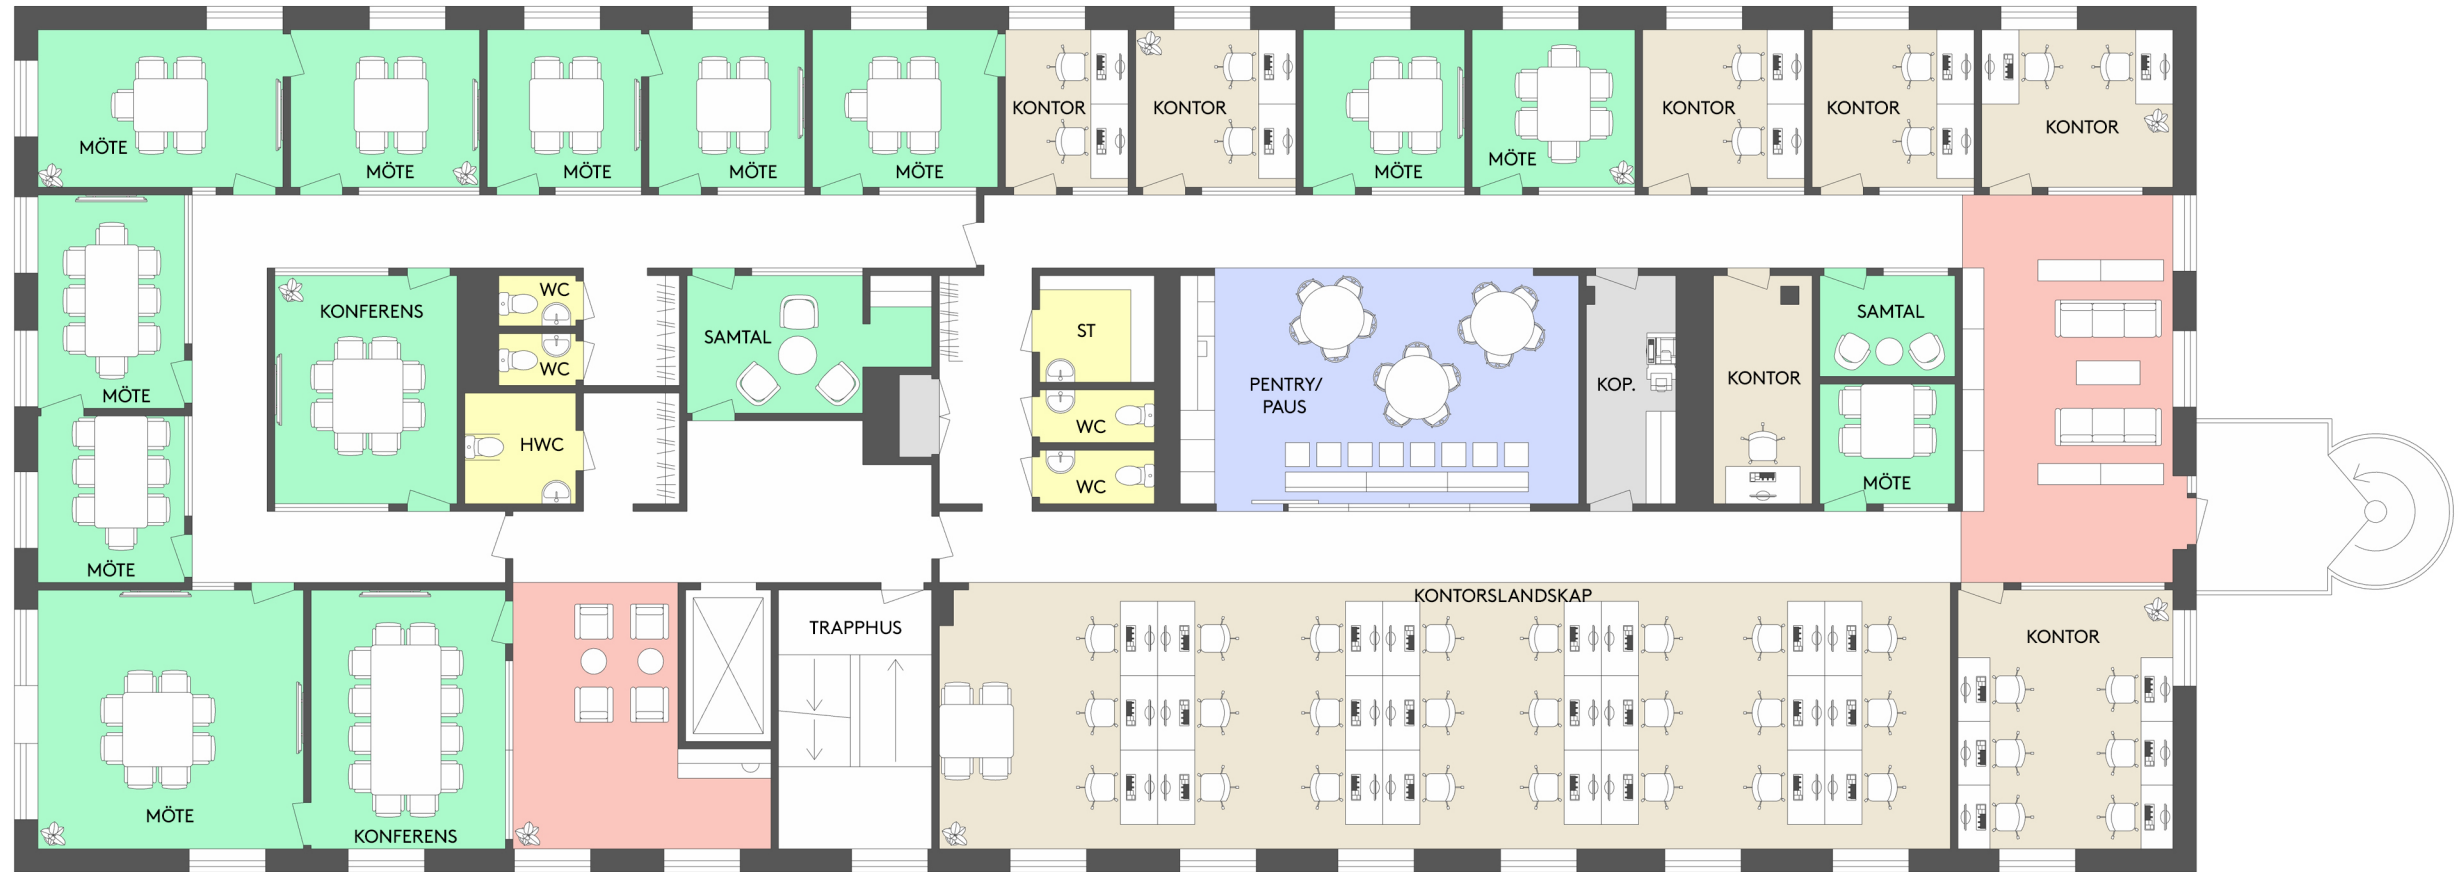 KONTOR
KONTOR
KONTOR
KONTOR
KONTOR
MÖTE
MÖTE
MÖTE
MÖTE
MÖTE
MÖTE
MÖTE
KONFERENS
WC
SAMTAL
ST
SAMTAL
WC
PENTRY/
PAUS
KOP.
KONTOR
MÖTE
HWC
WC
WC
MÖTE
MÖTE
KONTORSLANDSKAP
TRAPPHUS
KONTOR
MÖTE
KONFERENS